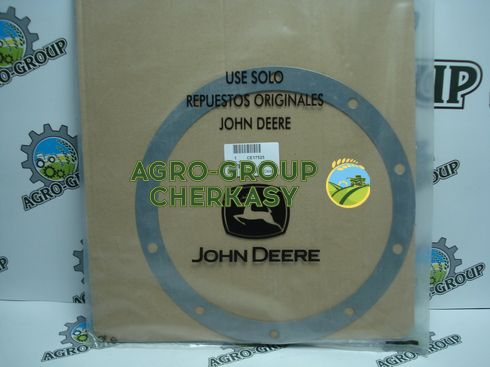 AGRO-GROUP
USE SOLO
REPUESTOS ORIGINALES
JOHN DEERE
AGRO-GROUP
CHERKASY
JOHN DEERE
AGRO-GROUP
AGRO-GROUP